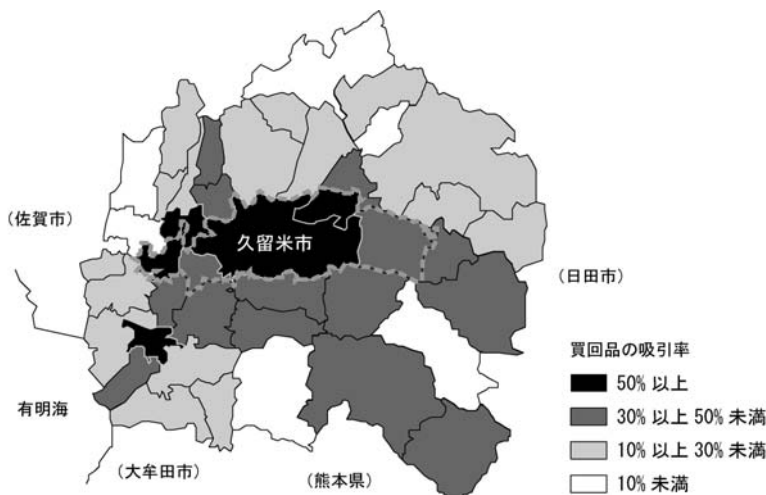 (佐賀市)
久留米市
(日田市)
有明海
(大牟田市)
(熊本県)
買回品の吸引率
50% 以上
30% 以上 50% 未満
10% 以上 30% 未満
10% 未満